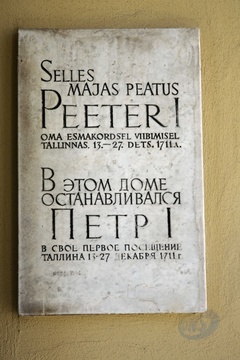 SELLES
MAJAS PEATUS
PEETER I
OMA ESMAKORDSEL VIIBIMISEL
TALLINNAS. 13.—27. DETS. 1711.A.
В ЭТОМ ДОМЕ
ОСТАНАВЛИВАЛСЯ
ПЕТР I
В СВОЕ ПЕРВОЕ ПОСЕЩЕНИЕ
ТАЛЛИНА 13-27 ДЕКАБРЯ 1711 Г